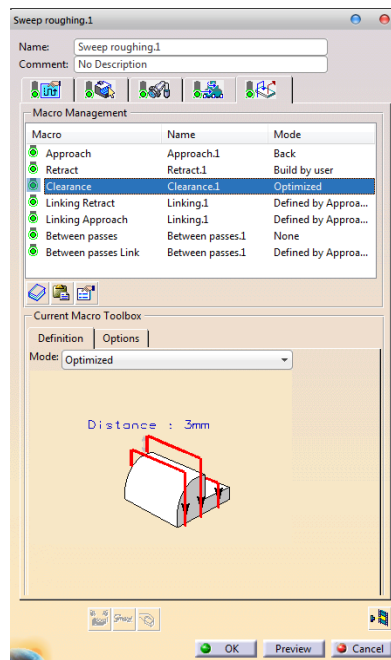 Sweep roughing.1
Name: Sweep roughing.1
Comment: No Description
Macro Management
Macro Name Mode
Approach Approach.1 Back
Retract Retract.1 Build by user
Clearance Clearance.1 Optimized
Linking Retract Linking.1 Defined by Approa...
Linking Approach Linking.1 Defined by Approa...
Between passes Between passes.1 None
Between passes Link Between passes.1 Defined by Approa...
Current Macro Toolbox
Definition Options
Mode: Optimized
Distance : 3mm
OK Preview Cancel